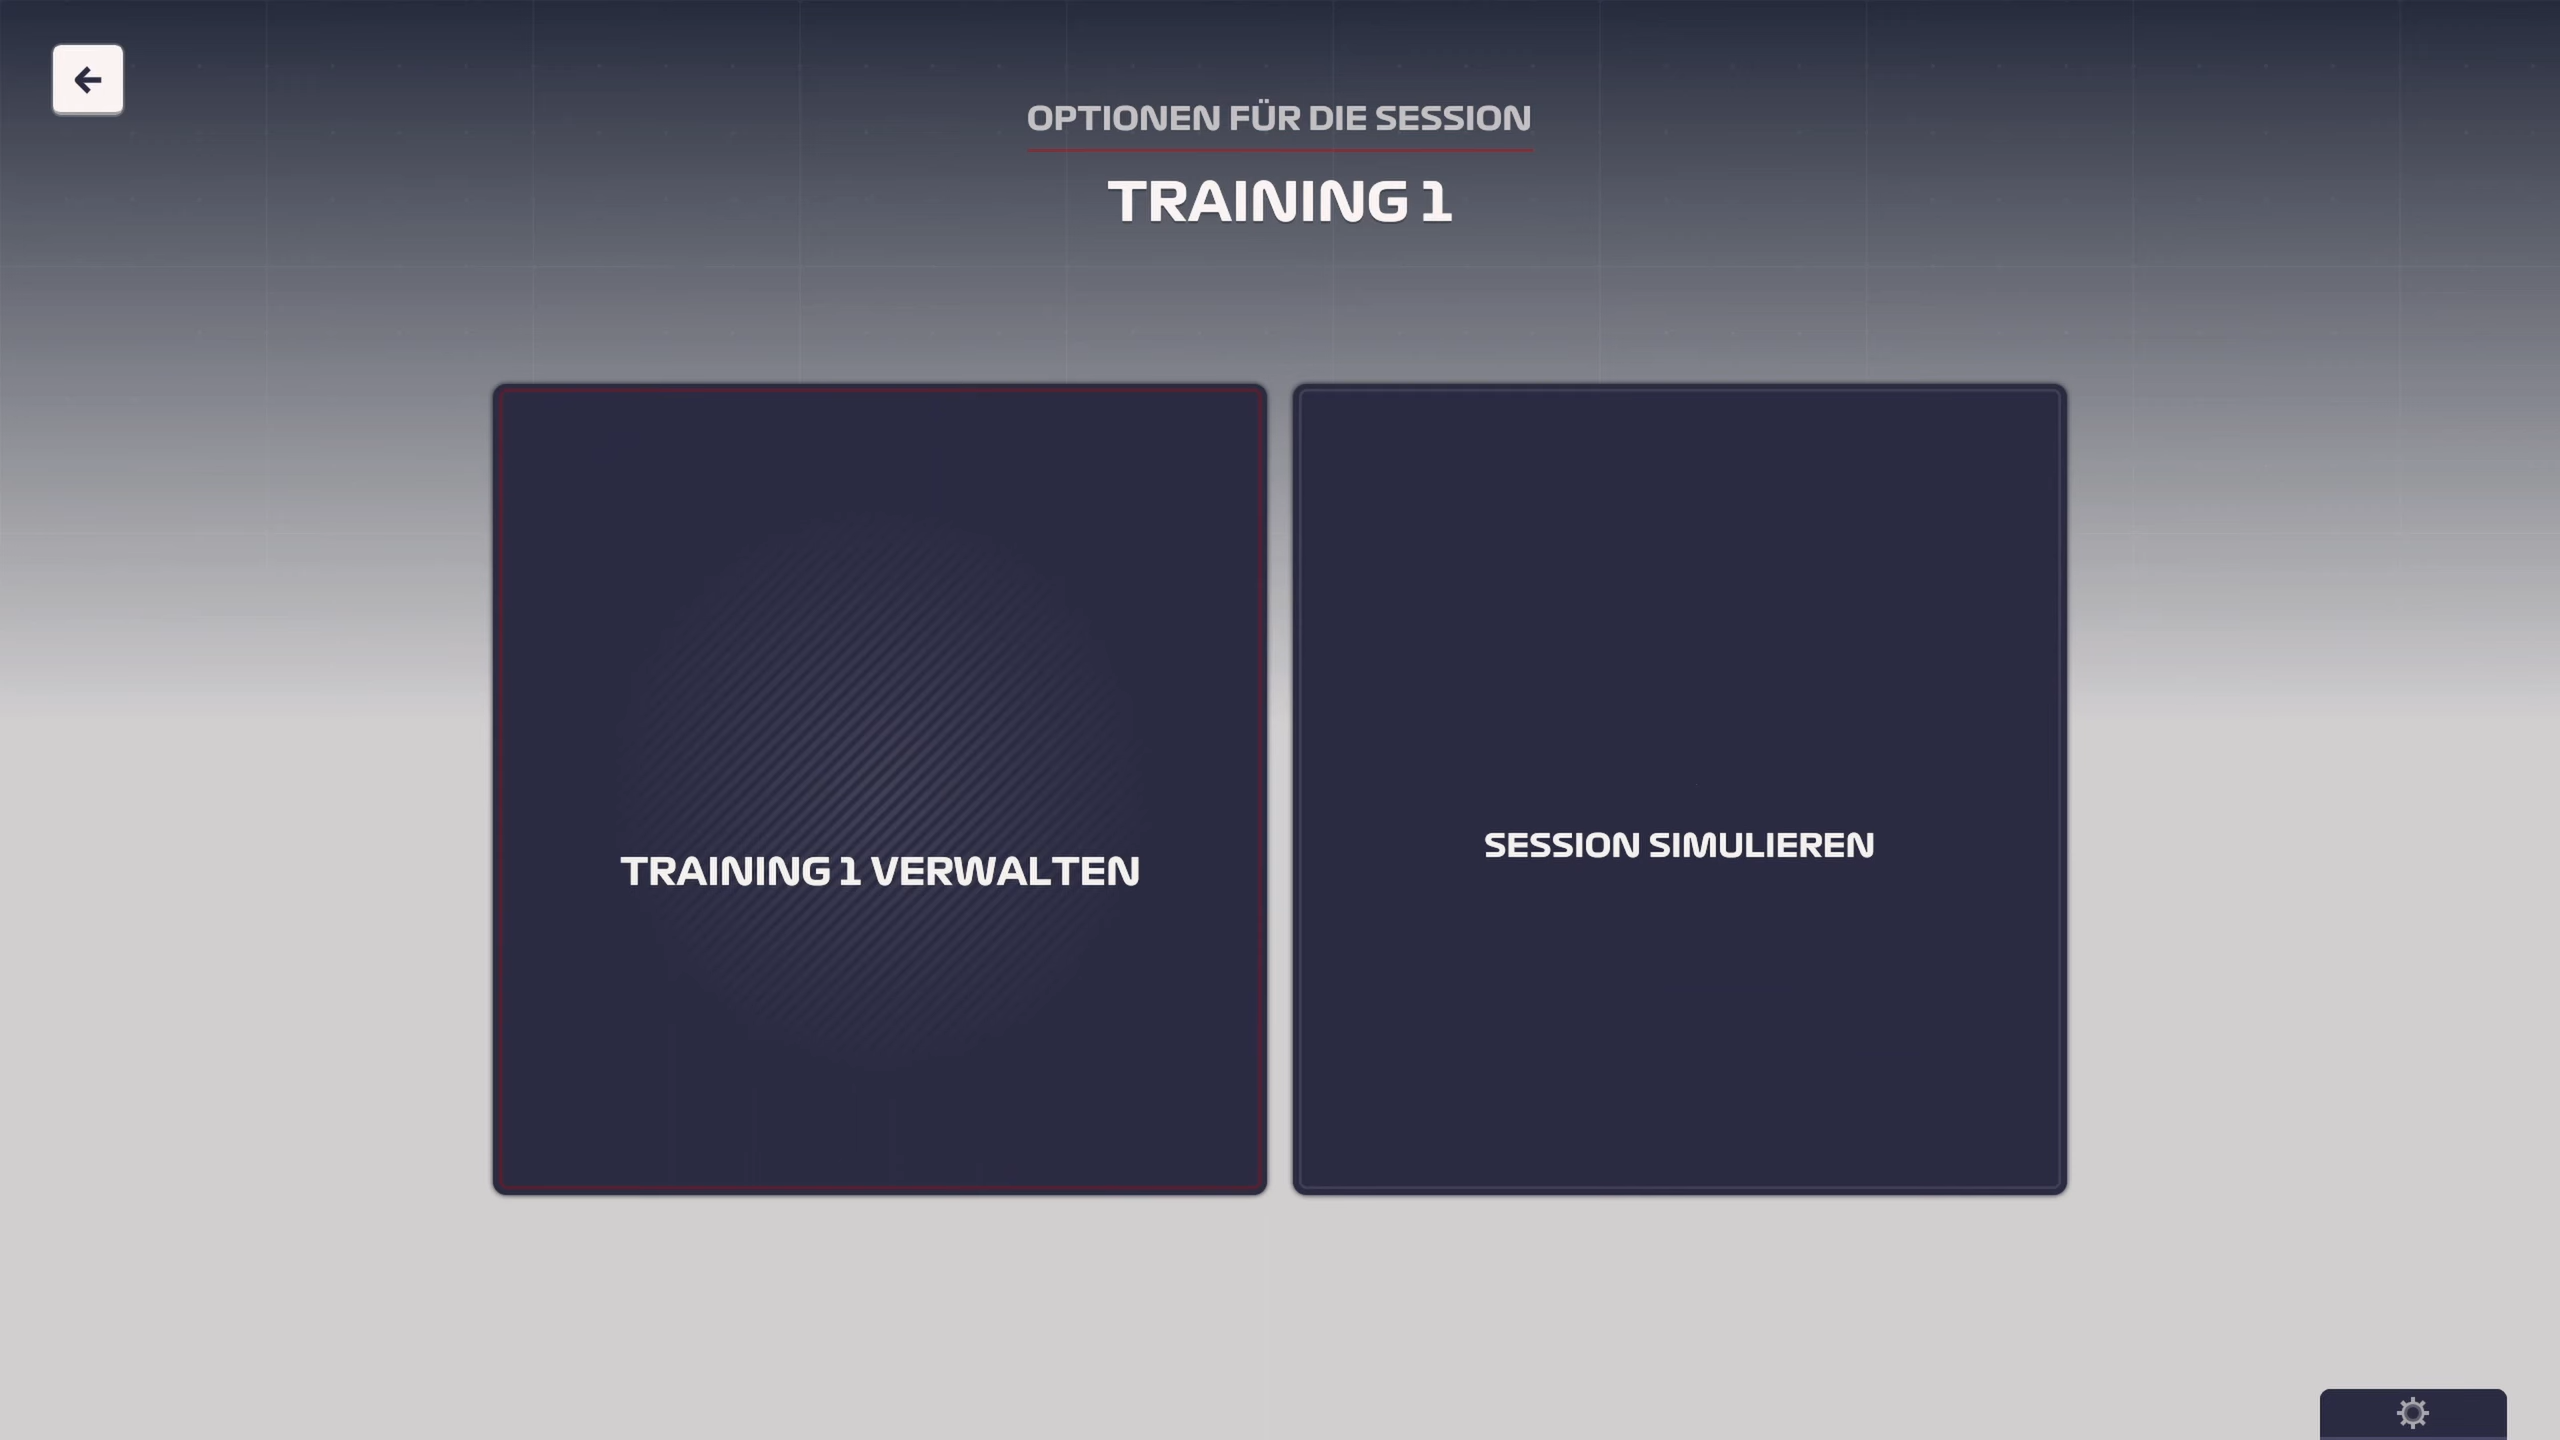 OPTIONEN FÜR DIE SESSION
TRAINING 1
TRAINING 1 VERWALTEN
SESSION SIMULIEREN